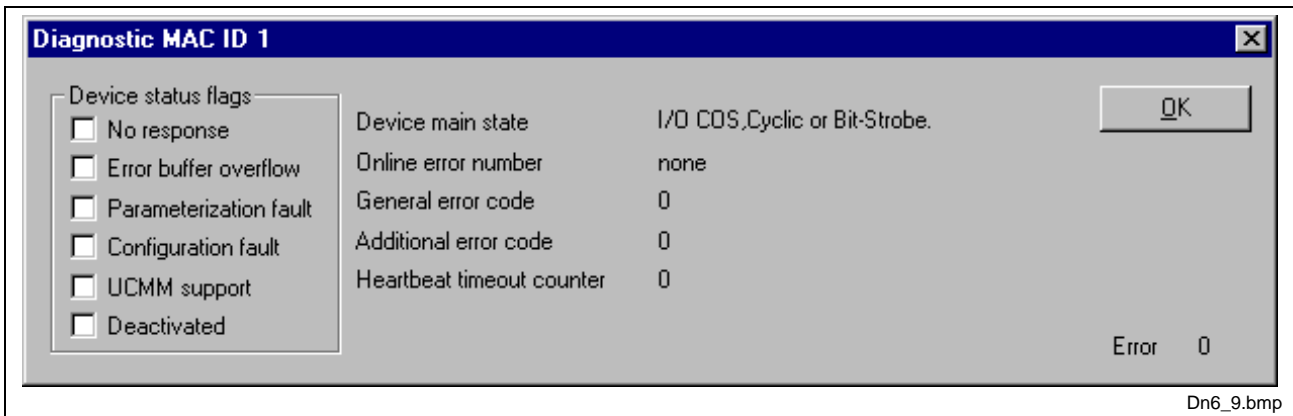 Diagnostic MAC ID 1
Device status flags
No response
Error buffer overflow
Parameterization fault
Configuration fault
UCMM support
Deactivated
Device main state I/O COS,Cyclic or Bit-Strobe.
Online error number none
General error code 0
Additional error code 0
Heartbeat timeout counter 0
OK
Error 0
Dn6_9.bmp